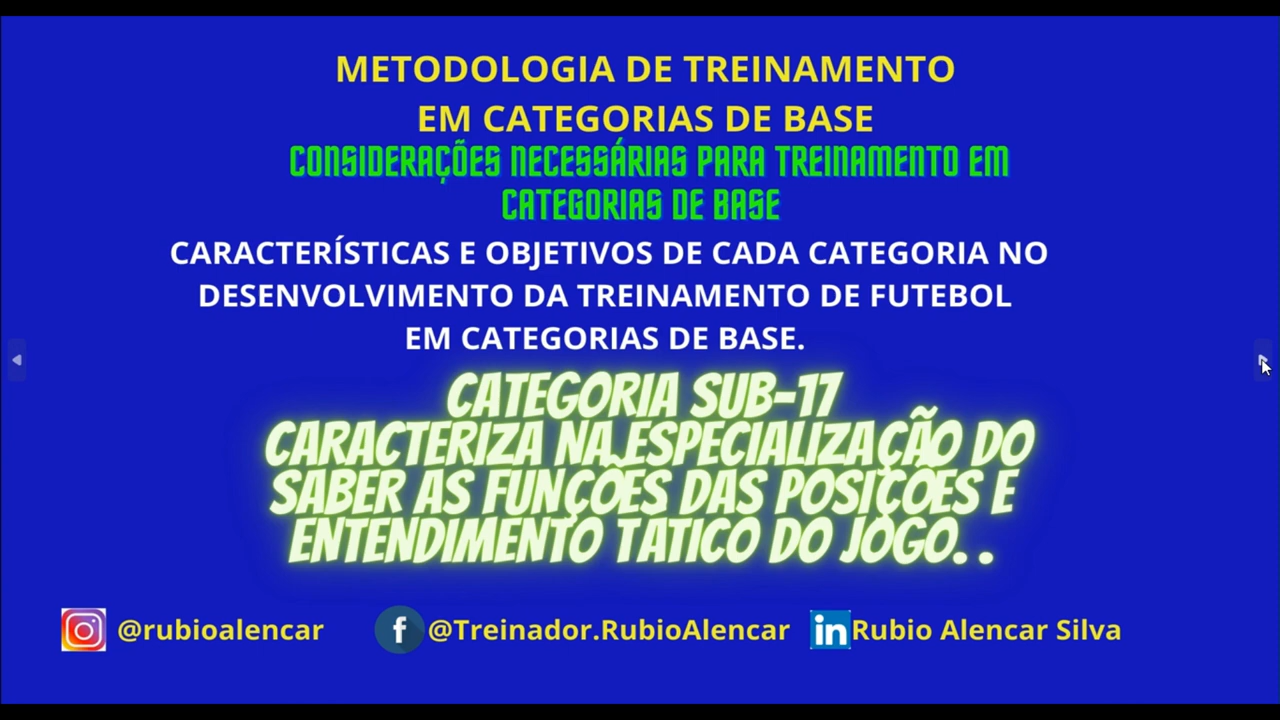 METODOLOGIA DE TREINAMENTO
EM CATEGORIAS DE BASE
CONSIDERAÇÕES NECESSÁRIAS PARA TREINAMENTO EM
CATEGORIAS DE BASE
CARACTERÍSTICAS E OBJETIVOS DE CADA CATEGORIA NO
DESENVOLVIMENTO DA TREINAMENTO DE FUTEBOL
EM CATEGORIAS DE BASE.
CATEGORIA SUB-17
CARACTERIZA NA ESPECIALIZAÇÃO DO
SABER AS FUNÇÕES DAS POSIÇÕES E
ENTENDIMENTO TÁTICO DO JOGO. .
@rubioalencar @Treinador.RubioAlencar Rubio Alencar Silva